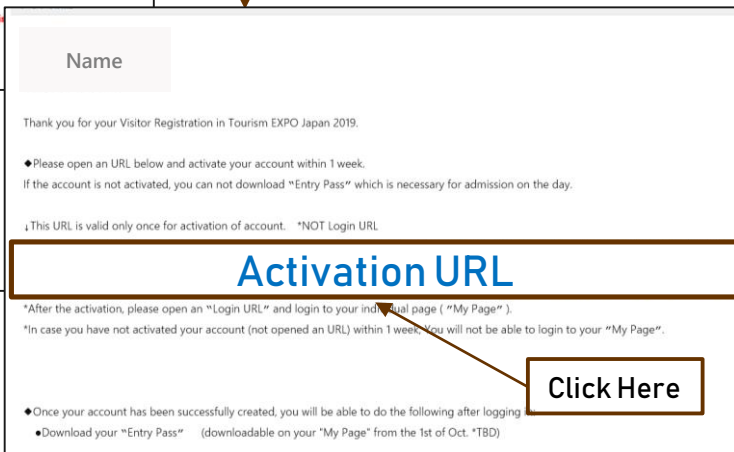 Name
Thank you for your Visitor Registration in Tourism EXPO Japan 2019.
◆Please open an URL below and activate your account within 1 week.
If the account is not activated, you can not download "Entry Pass" which is necessary for admission on the day.
↓This URL is valid only once for activation of account. *NOT Login URL
Activation URL
*After the activation, please open an "Login URL" and login to your individual page ( "My Page" ).
*In case you have not activated your account (not opened an URL) within 1 week, You will not be able to login to your "My Page".
Click Here
◆Once your account has been successfully created, you will be able to do the following after logging
●Download your "Entry Pass" (downloadable on your "My Page" from the 1st of Oct. *TBD)